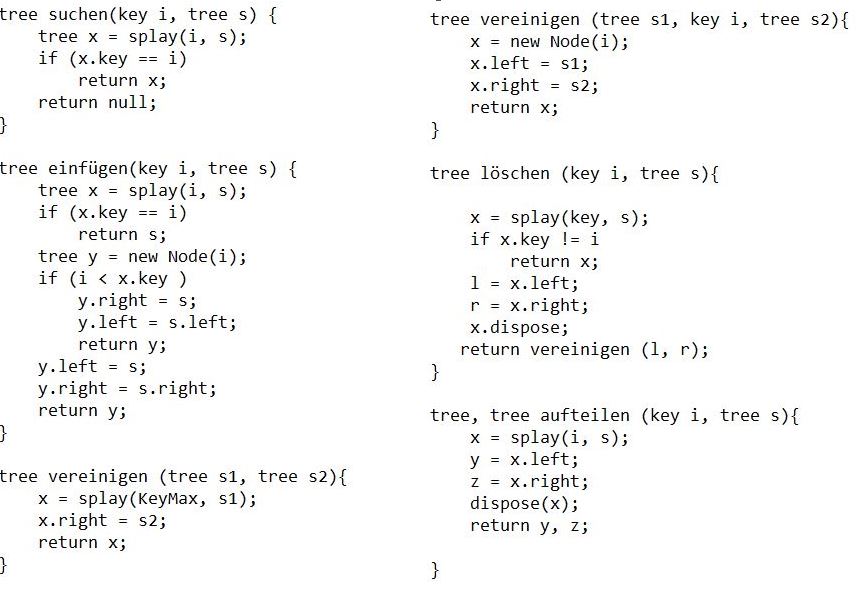 tree suchen(key i, tree s) {
    tree x = splay(i, s);
    if (x.key == i)
        return x;
    return null;
}
tree einfügen(key i, tree s) {
    tree x = splay(i, s);
    if (x.key == i)
        return s;
    tree y = new Node(i);
    if (i < x.key )
        y.right = s;
        y.left = s.left;
        return y;
    y.left = s;
    y.right = s.right;
    return y;
}
tree vereinigen (tree s1, tree s2){
    x = splay(KeyMax, s1);
    x.right = s2;
    return x;
}
tree vereinigen (tree s1, key i, tree s2){
    x = new Node(i);
    x.left = s1;
    x.right = s2;
    return x;
}
tree löschen (key i, tree s){
    x = splay(key, s);
    if x.key != i
        return x;
    l = x.left;
    r = x.right;
    x.dispose;
   return vereinigen (l, r);
}
tree, tree aufteilen (key i, tree s){
    x = splay(i, s);
    y = x.left;
    z = x.right;
    dispose(x);
    return y, z;
}